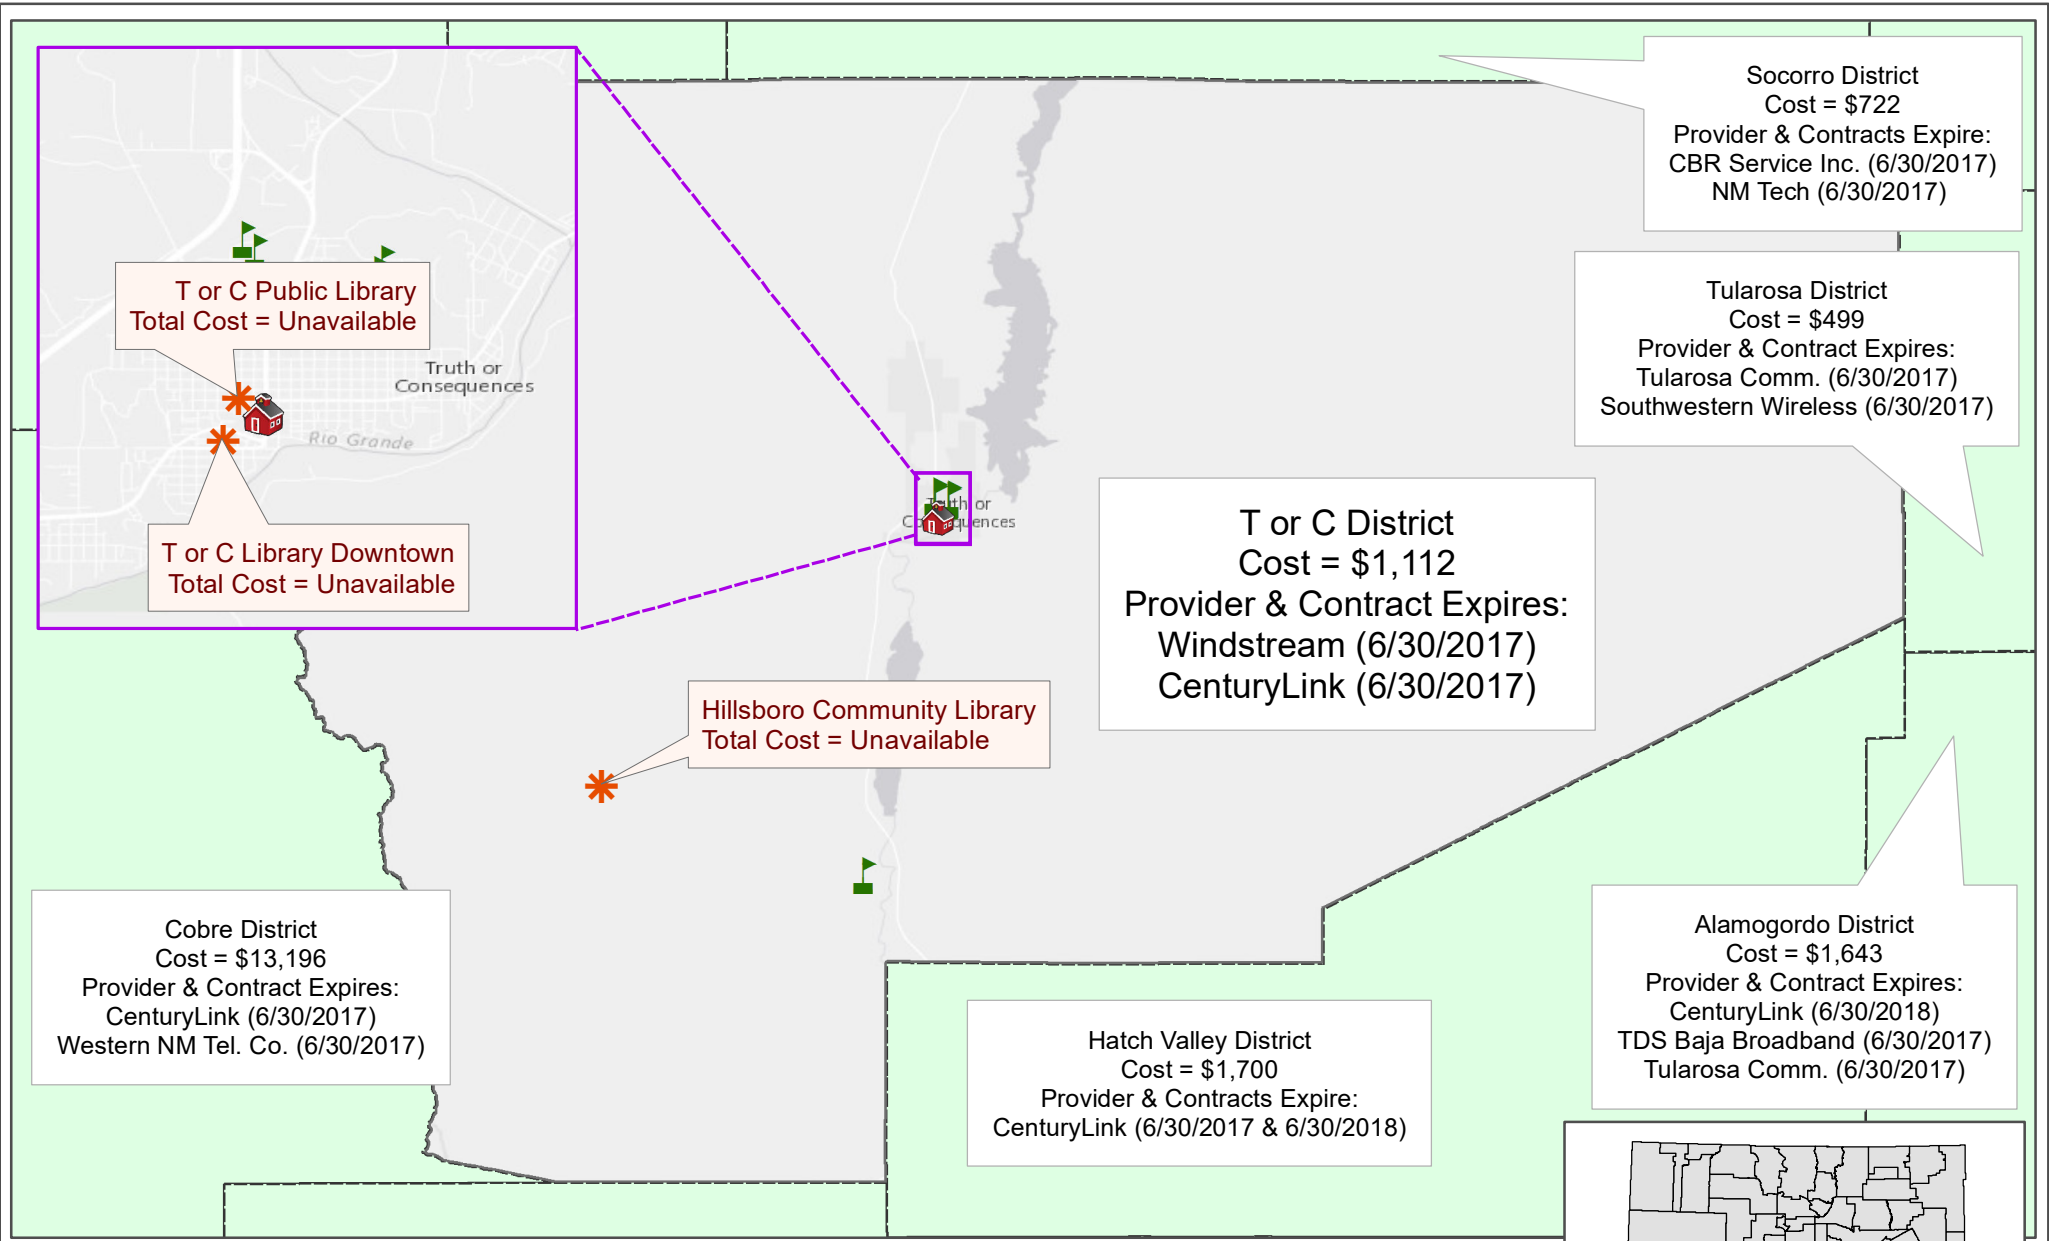 Socorro District
Cost = $722
Provider & Contracts Expire:
CBR Service Inc. (6/30/2017)
NM Tech (6/30/2017)
Tularosa District
Cost = $499
Provider & Contract Expires:
Tularosa Comm. (6/30/2017)
Southwestern Wireless (6/30/2017)
T or C Public Library
Total Cost = Unavailable
Truth or
Consequences
Rio Grande
T or C Library Downtown
Total Cost = Unavailable
Truth or
Consequences
T or C District
Cost = $1,112
Provider & Contract Expires:
Windstream (6/30/2017)
CenturyLink (6/30/2017)
Hillsboro Community Library
Total Cost = Unavailable
Cobre District
Cost = $13,196
Provider & Contract Expires:
CenturyLink (6/30/2017)
Western NM Tel. Co. (6/30/2017)
Hatch Valley District
Cost = $1,700
Provider & Contracts Expire:
CenturyLink (6/30/2017 & 6/30/2018)
Alamogordo District
Cost = $1,643
Provider & Contract Expires:
CenturyLink (6/30/2018)
TDS Baja Broadband (6/30/2017)
Tularosa Comm. (6/30/2017)